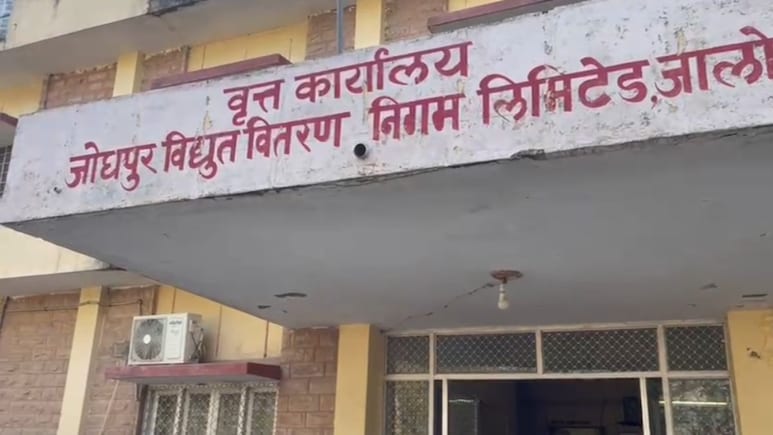 वृत्त कार्यालय
जोधपुर विद्युत वितरण निगम लिमिटेड,जालो